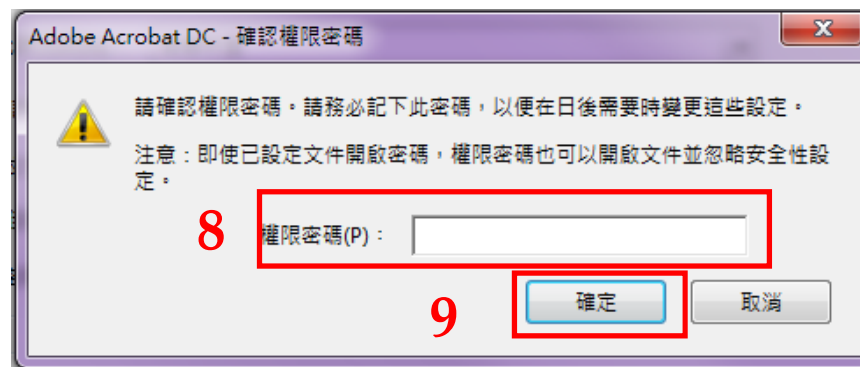 Adobe Acrobat DC - 確認權限密碼
請確認權限密碼。請務必記下此密碼，以便在日後需要時變更這些設定。
注意：即使已設定文件開啟密碼，權限密碼也可以開啟文件並忽略安全性設
定。
8 權限密碼(P)：
9 確定 取消